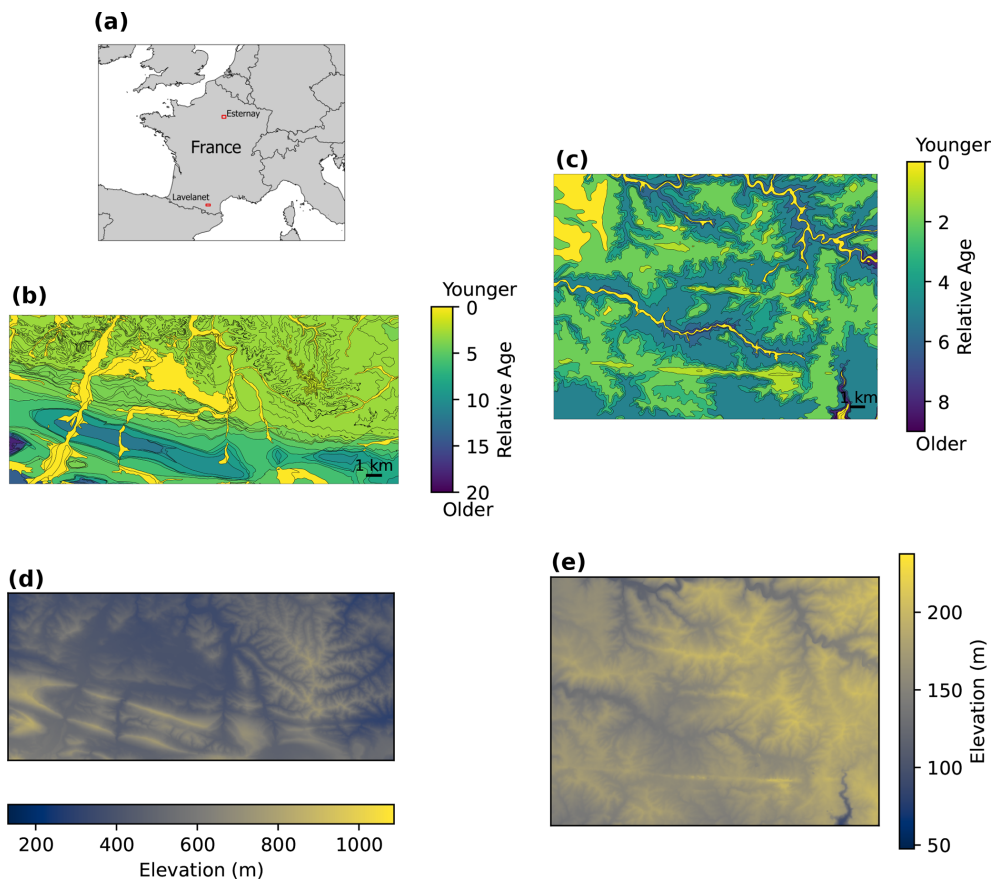 (a)
Esternay
France
Lavelanet
(b)
Younger
0
5
10
15
20
Older
Relative Age
1 km
(c)
Younger
0
2
4
6
8
Older
Relative Age
1 km
(d)
200 400 600 800 1000
Elevation (m)
(e)
200
150
100
50
Elevation (m)